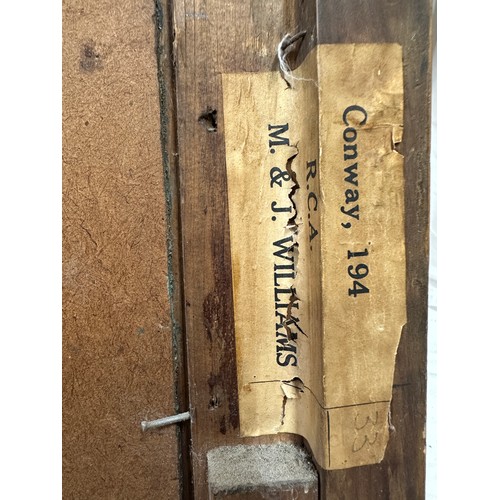 Conway, 194
R.C.A.
M. & J. WILLIAMS
33